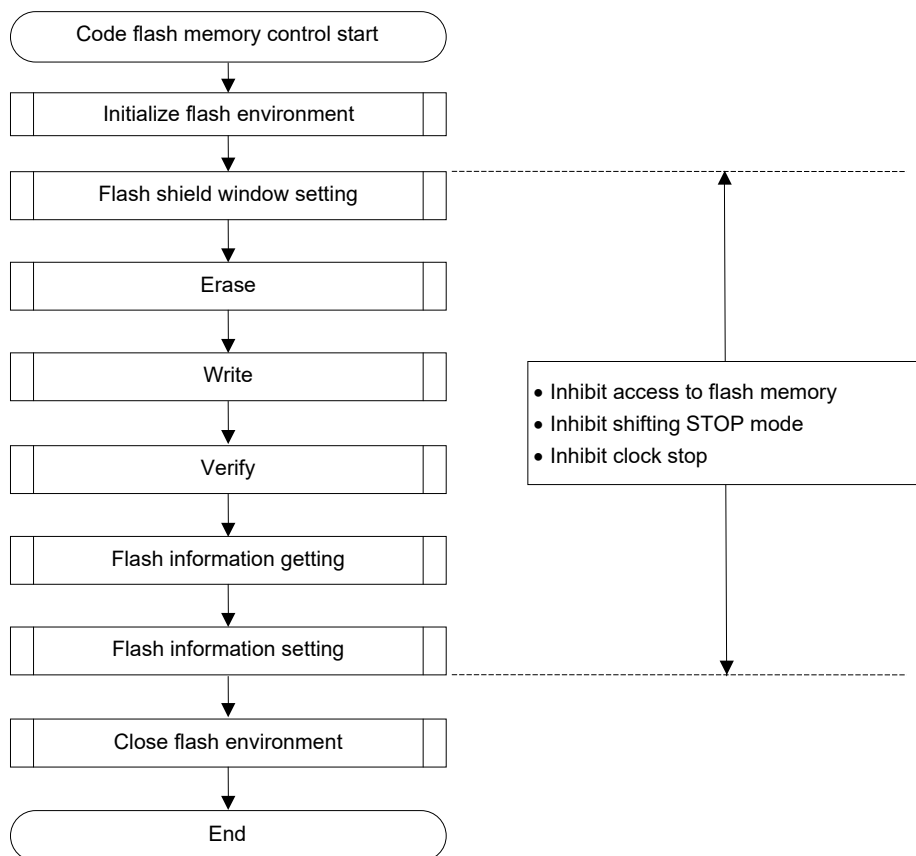 Code flash memory control start
Initialize flash environment
Flash shield window setting
Erase
Write
• Inhibit access to flash memory
• Inhibit shifting STOP mode
• Inhibit clock stop
Verify
Flash information getting
Flash information setting
Close flash environment
End